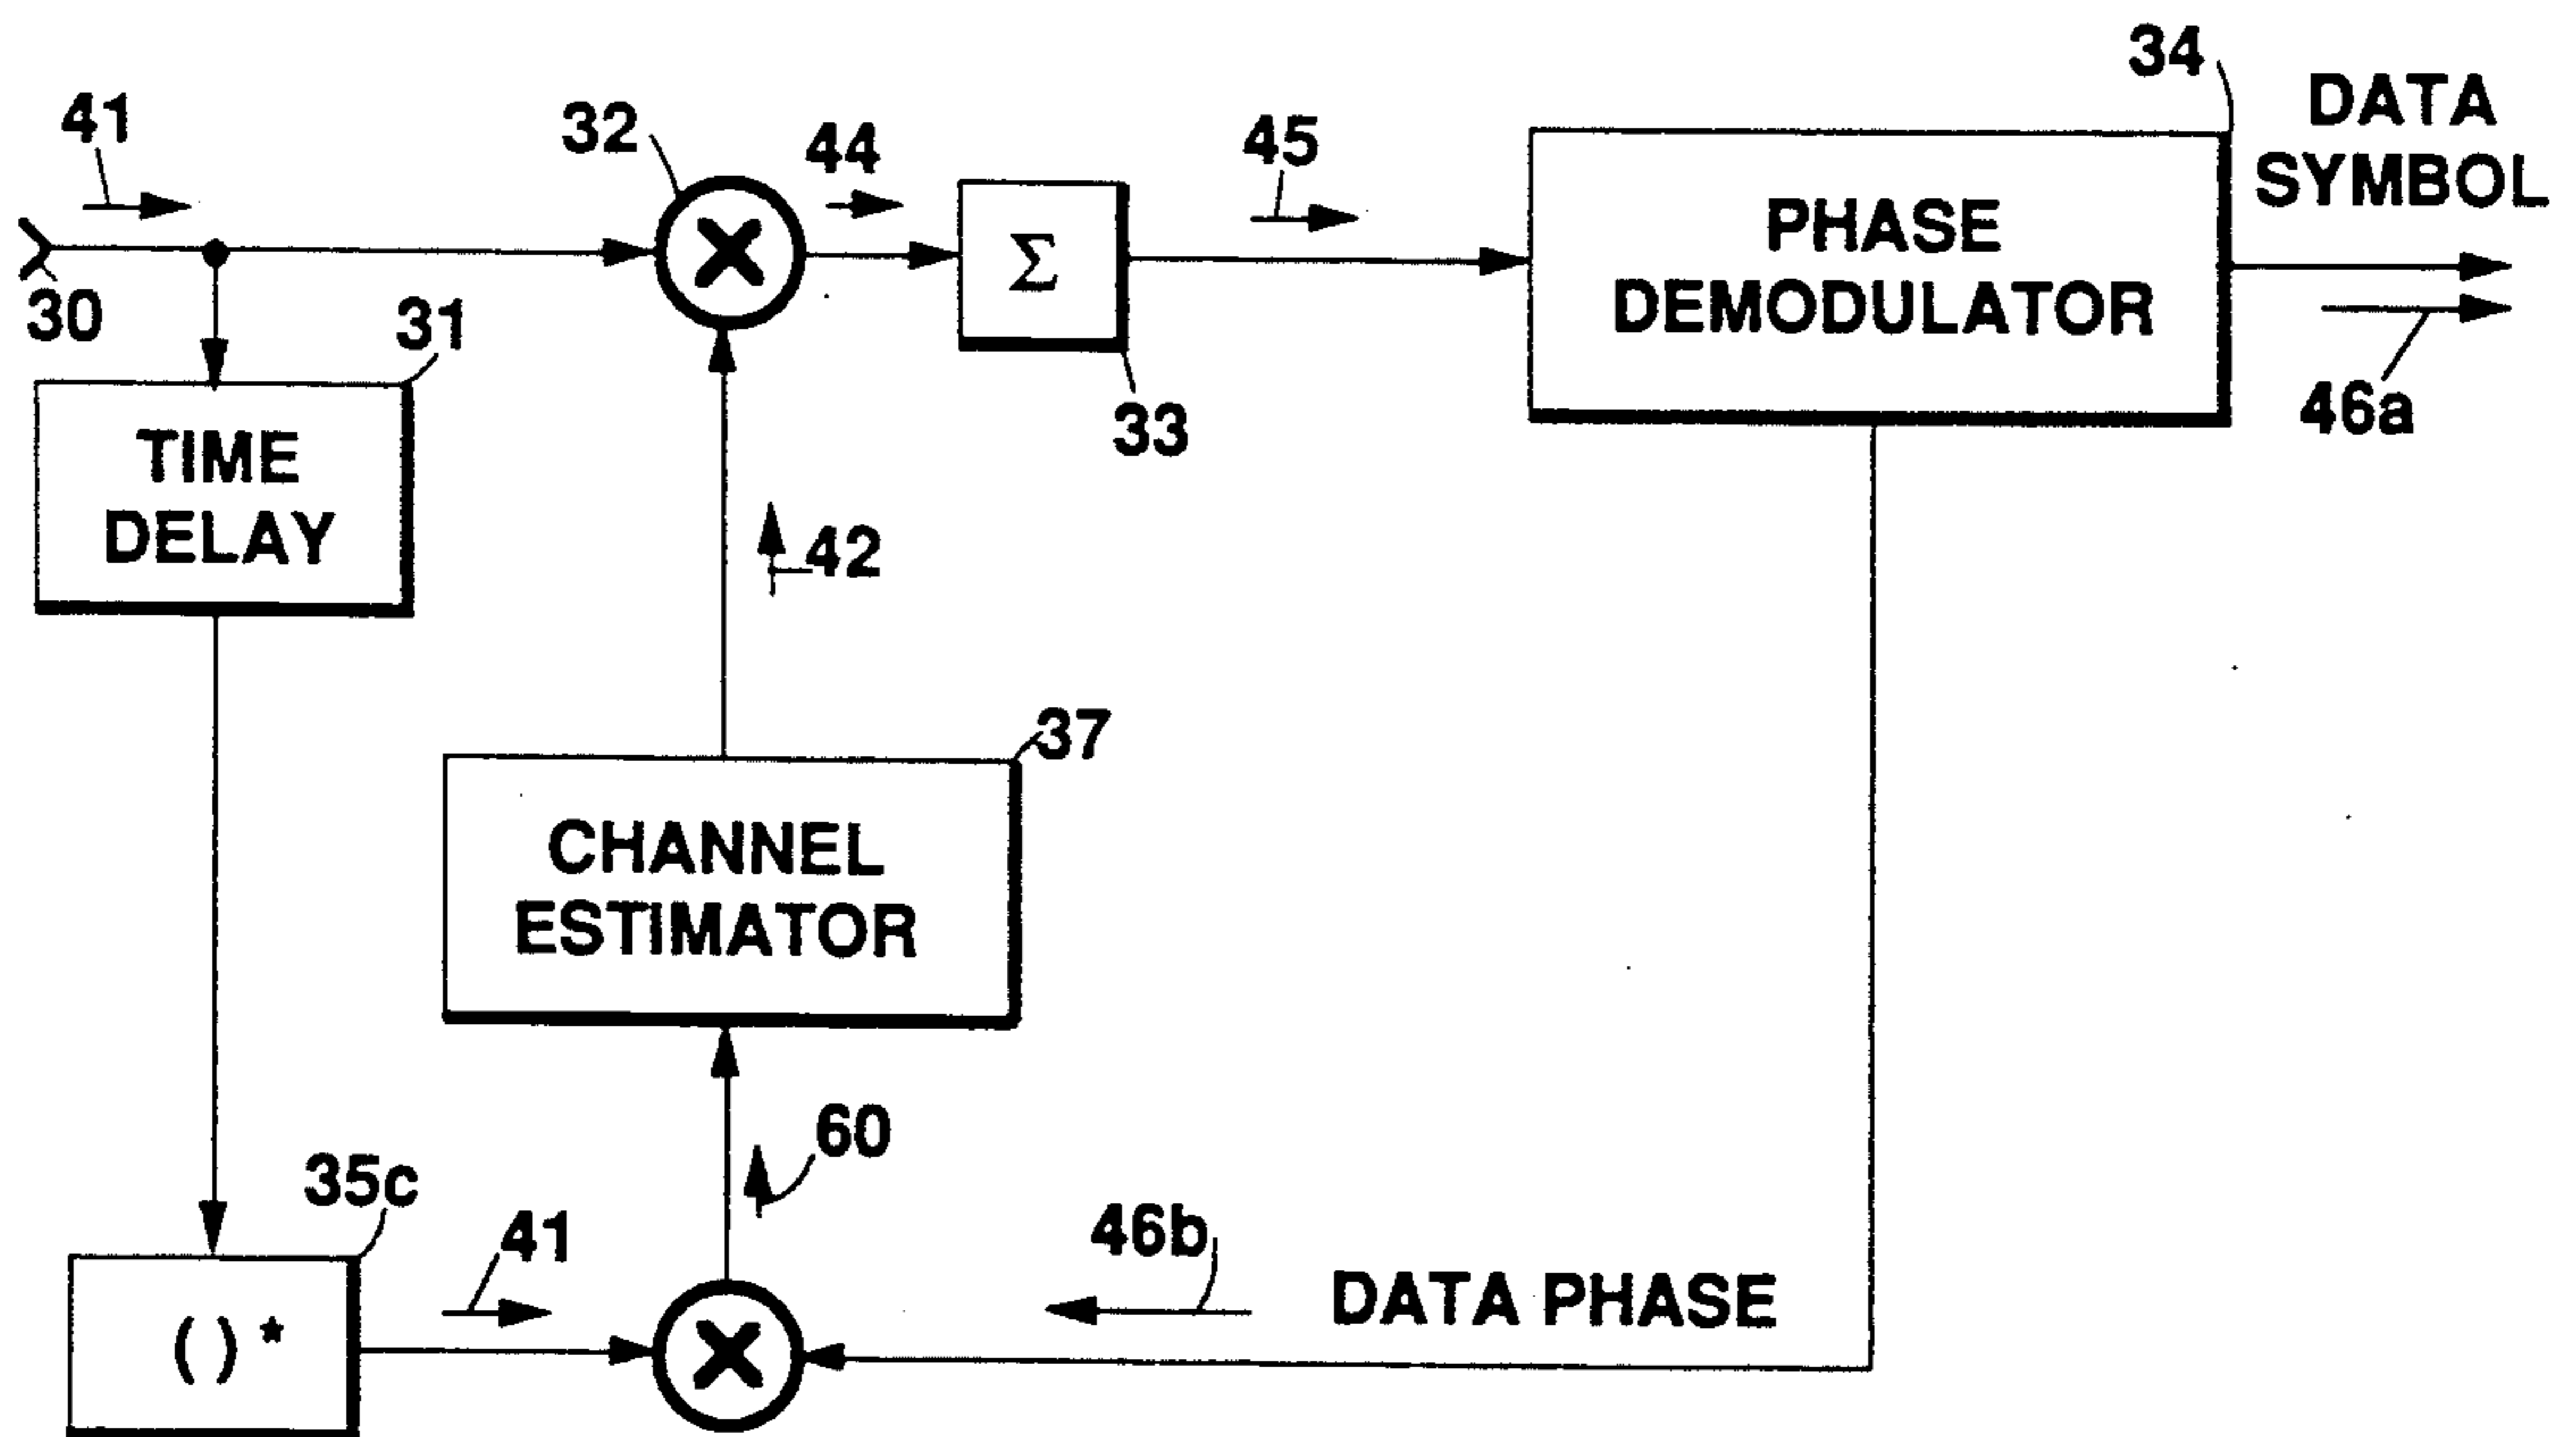 34
DATA
SYMBOL
41
32
44
45
PHASE
DEMODULATOR
Σ
30
31
33
46a
TIME
DELAY
42
37
CHANNEL
ESTIMATOR
60
35c
41
46b
DATA PHASE
( ) *